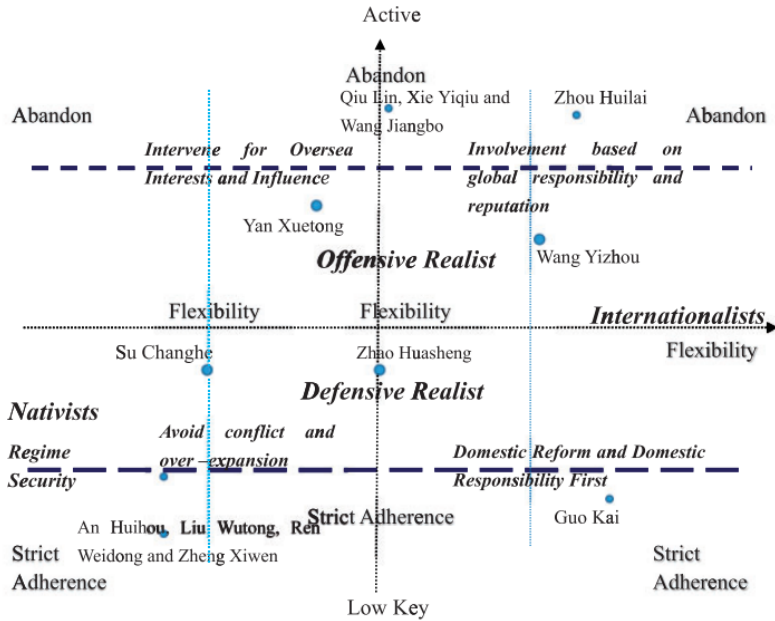 Active
Abandon
Qiu Lin, Xie Yiqiu and
Wang Jiangbo
Zhou Huilai
Abandon
Abandon
Intervene for Oversea
Interests and Influence
Involvement based on
global responsibility and
reputation
Yan Xuetong
Wang Yizhou
Offensive Realist
Flexibility
Flexibility
Internationalists
Flexibility
Su Changhe
Zhao Huasheng
Defensive Realist
Nativists
Avoid conflict and
over –expansion
Regime
Security
Domestic Reform and Domestic
Responsibility First
Strict Adherence
Guo Kai
An Huihou, Liu Wutong, Ren
Weidong and Zheng Xiwen
Strict
Adherence
Strict
Adherence
Low Key